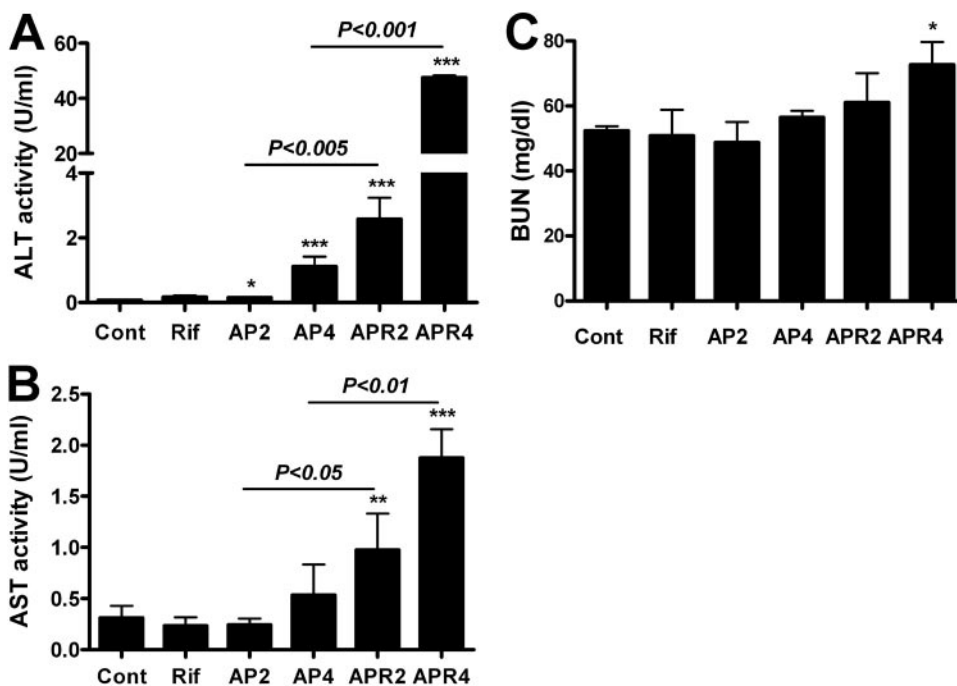 A
ALT activity (U/ml)
60
40
20
4
2
0
P<0.001
***
P<0.005
***
***
*
Cont Rif AP2 AP4 APR2 APR4
C
BUN (mg/dl)
80
60
40
20
0
*
Cont Rif AP2 AP4 APR2 APR4
B
AST activity (U/ml)
2.5
2.0
1.5
1.0
0.5
0.0
P<0.01
***
P<0.05
**
Cont Rif AP2 AP4 APR2 APR4